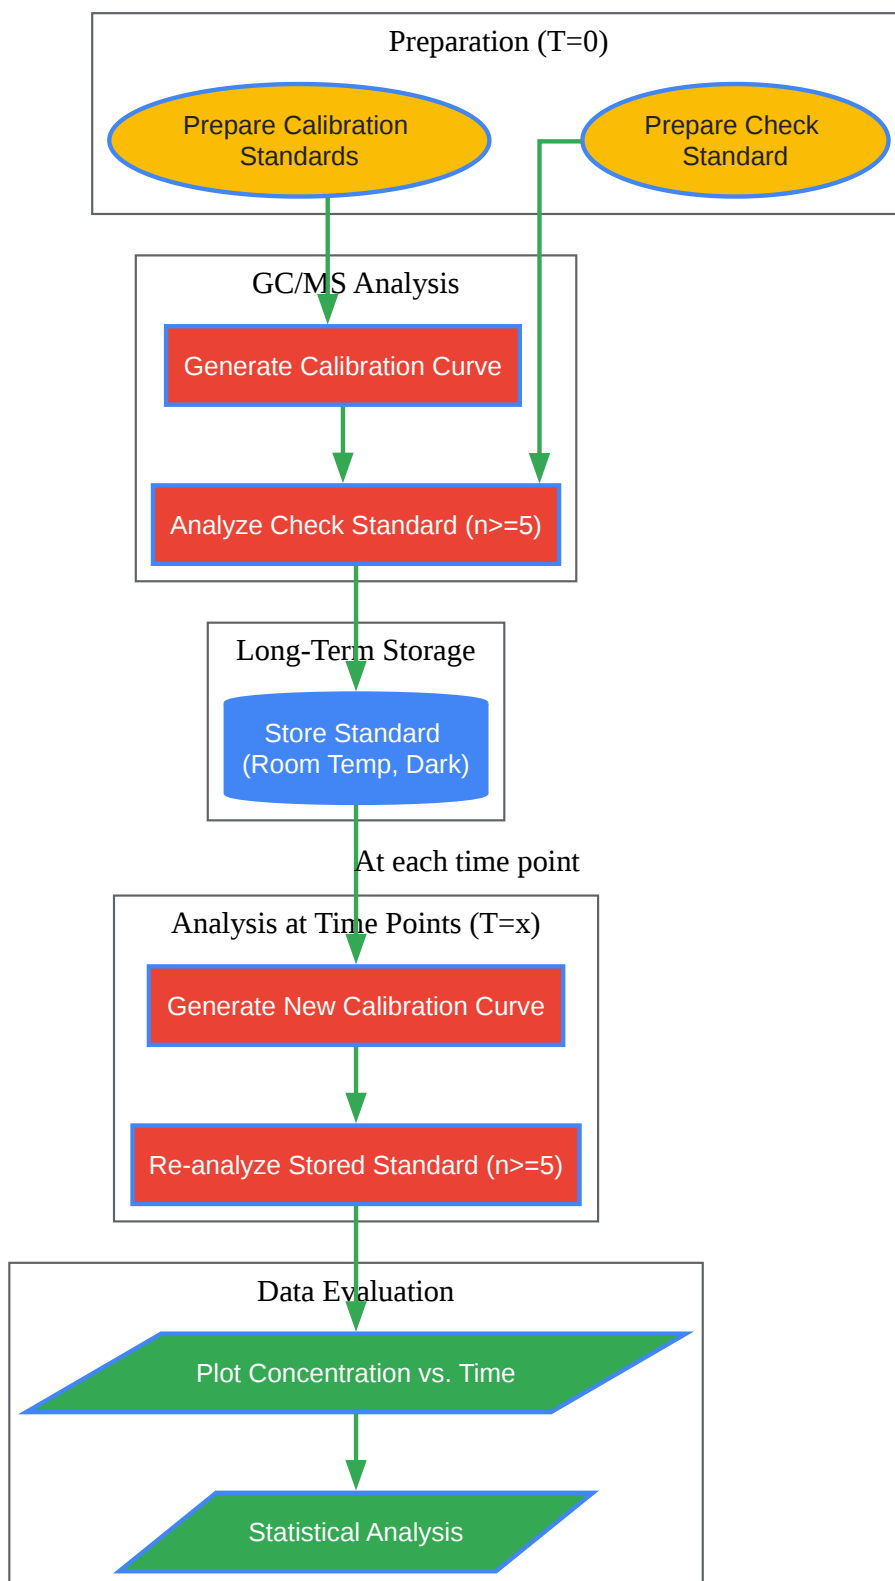 Preparation (T=0)
Prepare Calibration
Standards
Prepare Check
Standard
GC/MS Analysis
Generate Calibration Curve
Analyze Check Standard (n>=5)
Long-Term Storage
Store Standard
(Room Temp, Dark)
At each time point
Analysis at Time Points (T=x)
Generate New Calibration Curve
Re-analyze Stored Standard (n>=5)
Data Evaluation
Plot Concentration vs. Time
Statistical Analysis